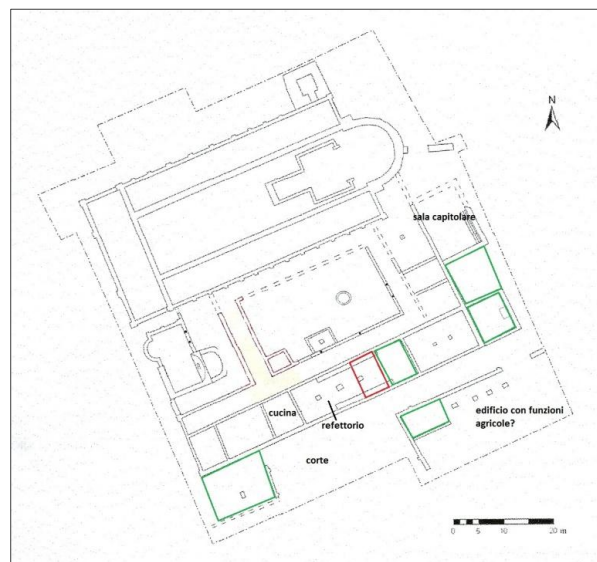 N
sala capitolare
cucina
refettorio
edificio con funzioni
agricole?
corte
0 5 10 20 m